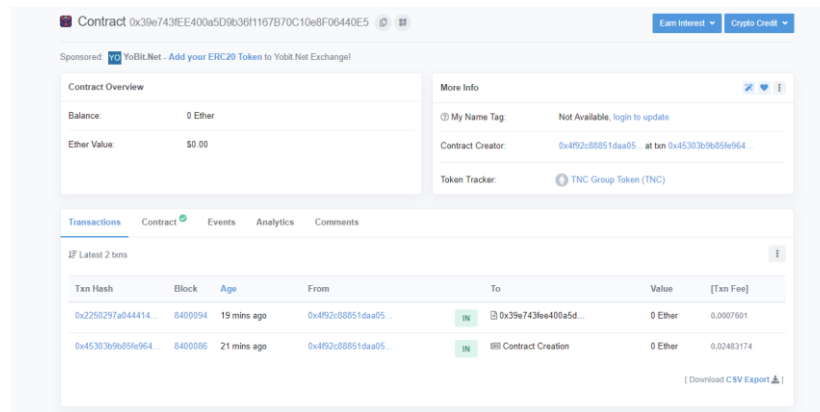 Contract 0x39e743fEE400a5D9b36f1167B70C10e8F06440E5
Earn Interest
Crypto Credit
Sponsored: YO YoBit.Net - Add your ERC20 Token to Yobit.Net Exchange!
Contract Overview
Balance: 0 Ether
Ether Value: $0.00
More Info
My Name Tag: Not Available, login to update
Contract Creator: 0x4f92c88851daa05... at txn 0x45303b9b85fe964...
Token Tracker: TNC Group Token (TNC)
Transactions Contract Events Analytics Comments
Latest 2 txns
Txn Hash Block Age From To Value [Txn Fee]
0x2250297a044414... 8400094 19 mins ago 0x4f92c88851daa05... IN 0x39e743fee400a5d... 0 Ether 0.0007601
0x45303b9b85fe964... 8400086 21 mins ago 0x4f92c88851daa05... IN Contract Creation 0 Ether 0.02483174
[ Download CSV Export ]